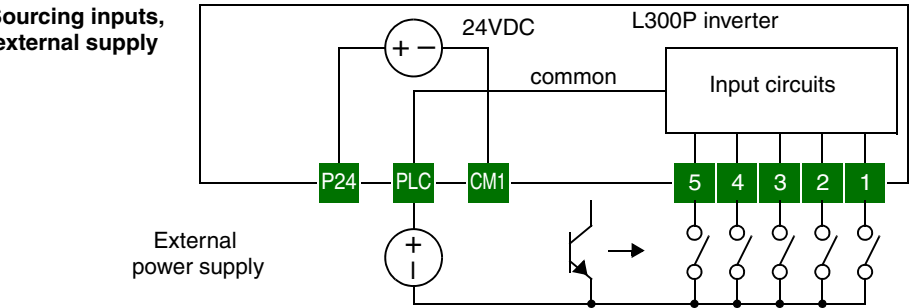 Sourcing inputs,
external supply
24VDC
L300P inverter
+ −
common
Input circuits
P24
PLC
CM1
5 4 3 2 1
External
power supply
+
−